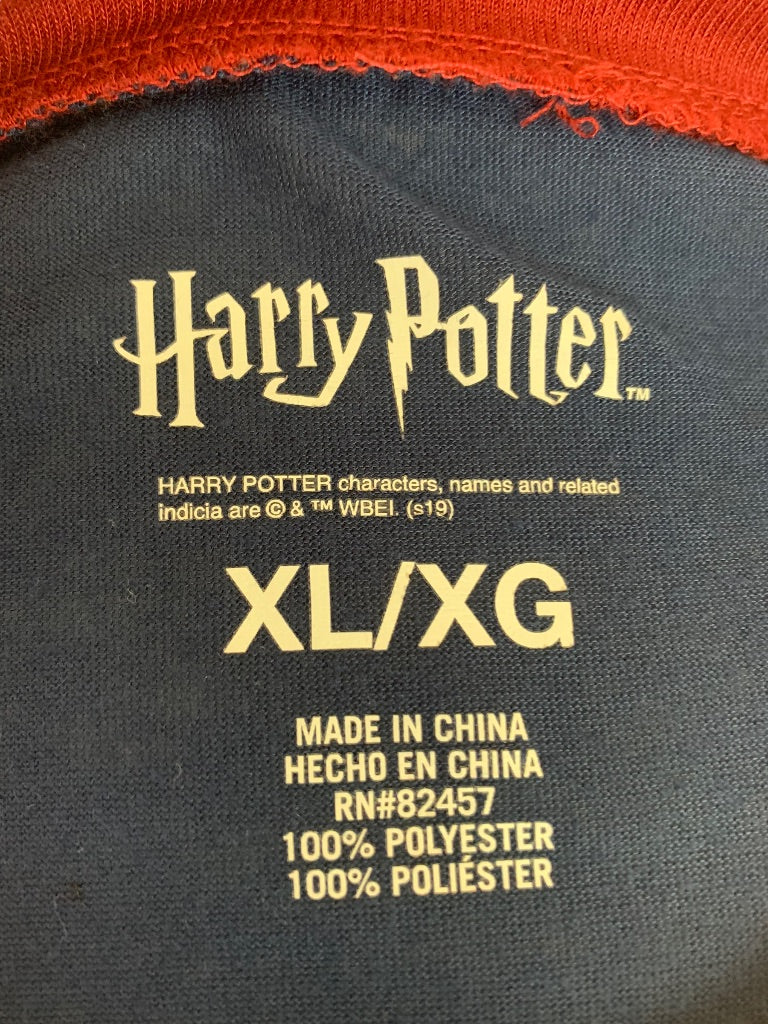 Harry Potter™
HARRY POTTER characters, names and related
indicia are © & ™ WBEI. (s19)
XL/XG
MADE IN CHINA
HECHO EN CHINA
RN#82457
100% POLYESTER
100% POLIÉSTER